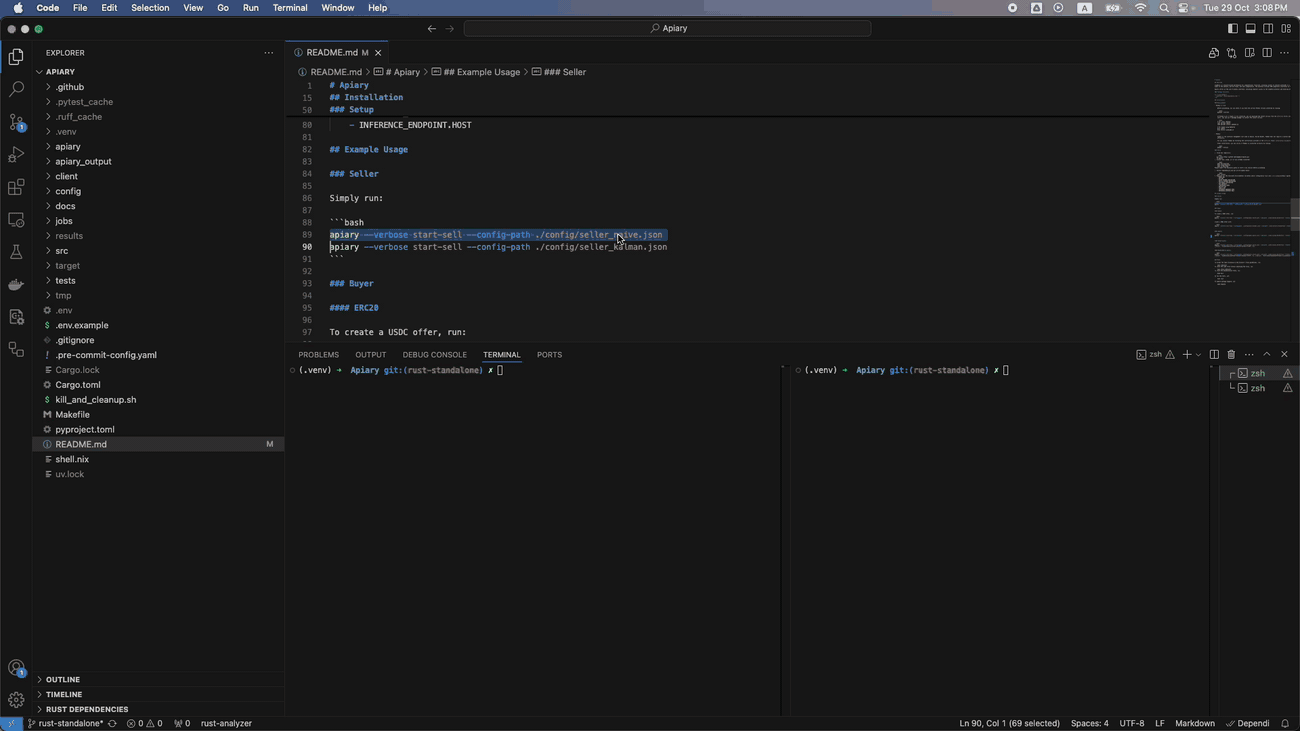 Code File Edit Selection View Go Run Terminal Window Help
A
Tue 29 Oct 3:08 PM
Apiary
EXPLORER
APIARY
.github
.pytest_cache
.ruff_cache
.venv
apiary
apiary_output
client
config
docs
jobs
results
src
target
tests
tmp
.env
$ .env.example
.gitignore
! .pre-commit-config.yaml
Cargo.lock
Cargo.toml
$ kill_and_cleanup.sh
Makefile
pyproject.toml
README.md M
shell.nix
uv.lock
OUTLINE
TIMELINE
RUST DEPENDENCIES
1
1
README.md M
README.md > # Apiary > ## Example Usage > ### Seller
1 # Apiary
15 ## Installation
50 ### Setup
80 - INFERENCE_ENDPOINT.HOST
81
82 ## Example Usage
83
84 ### Seller
85
86 Simply run:
87
88 ```bash
89 apiary --verbose start-sell --config-path ./config/seller_naive.json
90 apiary --verbose start-sell --config-path ./config/seller_kalman.json
91 ```
92
93 ### Buyer
94
95 #### ERC20
96
97 To create a USDC offer, run:
PROBLEMS OUTPUT DEBUG CONSOLE TERMINAL PORTS
zsh
(.venv) → Apiary git:(rust-standalone) ✗
(.venv) → Apiary git:(rust-standalone) ✗
zsh
zsh
rust-standalone* 0 0 0 rust-analyzer
Ln 90, Col 1 (69 selected) Spaces: 4 UTF-8 LF Markdown Dependi